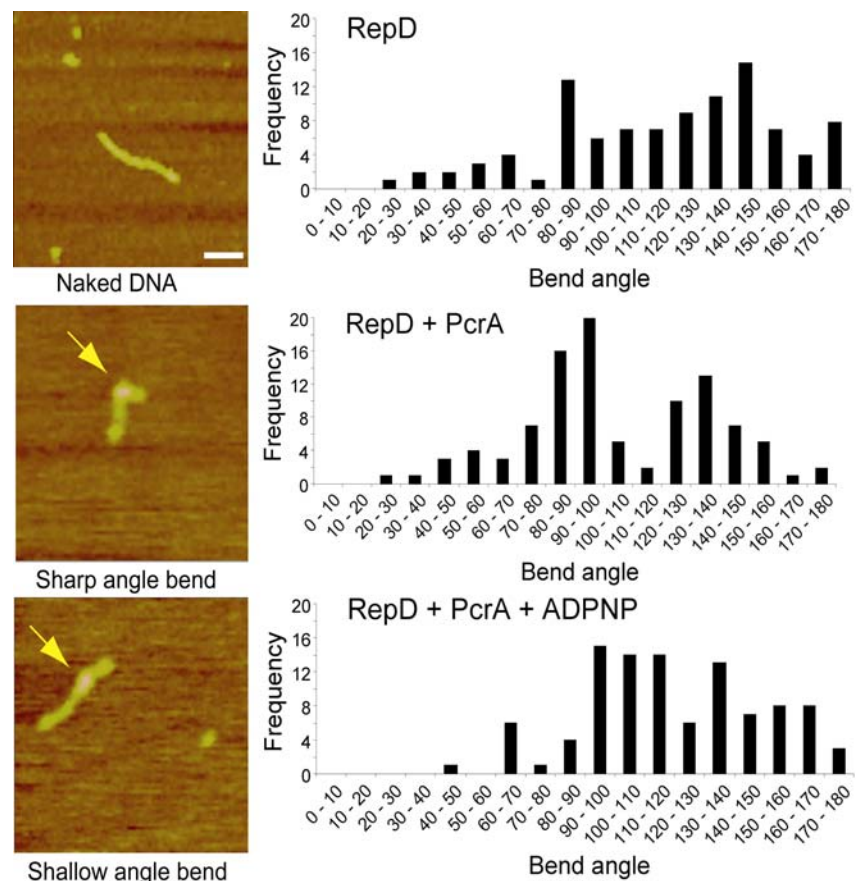 RepD
Frequency
20
16
12
8
4
0
0 - 10
10 - 20
20 - 30
30 - 40
40 - 50
50 - 60
60 - 70
70 - 80
80 - 90
90 - 100
100 - 110
110 - 120
120 - 130
130 - 140
140 - 150
150 - 160
160 - 170
170 - 180
Bend angle
Naked DNA
RepD + PcrA
Frequency
20
16
12
8
4
0
0 - 10
10 - 20
20 - 30
30 - 40
40 - 50
50 - 60
60 - 70
70 - 80
80 - 90
90 - 100
100 - 110
110 - 120
120 - 130
130 - 140
140 - 150
150 - 160
160 - 170
170 - 180
Bend angle
Sharp angle bend
RepD + PcrA + ADPNP
Frequency
20
16
12
8
4
0
0 - 10
10 - 20
20 - 30
30 - 40
40 - 50
50 - 60
60 - 70
70 - 80
80 - 90
90 - 100
100 - 110
110 - 120
120 - 130
130 - 140
140 - 150
150 - 160
160 - 170
170 - 180
Bend angle
Shallow angle bend